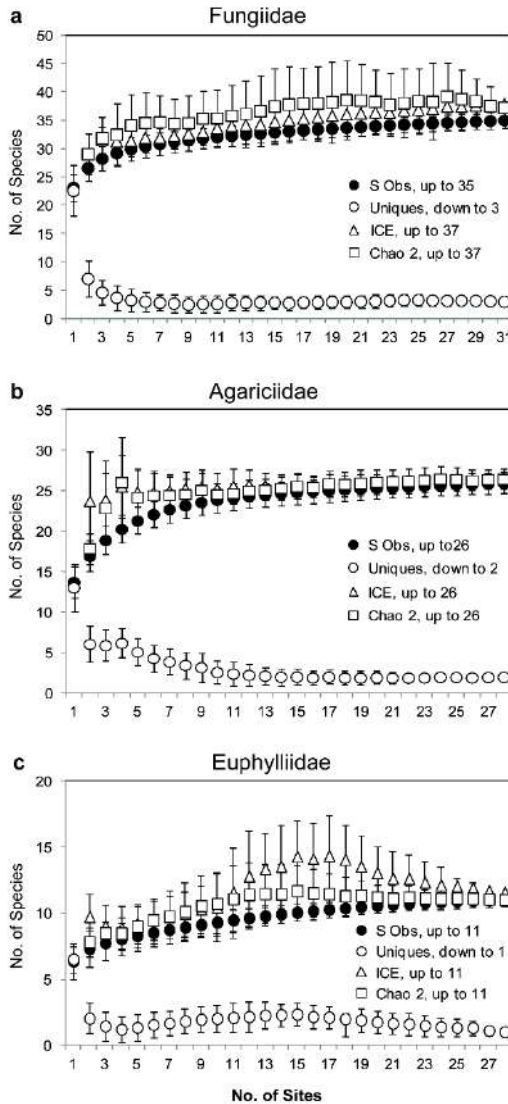 a Fungiidae
No. of Species
50
45
40
35
30
25
20
15
10
5
0
S Obs, up to 35
Uniques, down to 3
ICE, up to 37
Chao 2, up to 37
1 3 5 7 9 11 13 15 17 19 21 23 25 27 29 31
b Agariciidae
No. of Species
35
30
25
20
15
10
5
0
S Obs, up to26
Uniques, down to 2
ICE, up to 26
Chao 2, up to 26
1 3 5 7 9 11 13 15 17 19 21 23 25 27
c Euphylliidae
No. of Species
20
15
10
5
0
S Obs, up to 11
Uniques, down to 1
ICE, up to 11
Chao 2, up to 11
1 3 5 7 9 11 13 15 17 19 21 23 25 27
No. of Sites